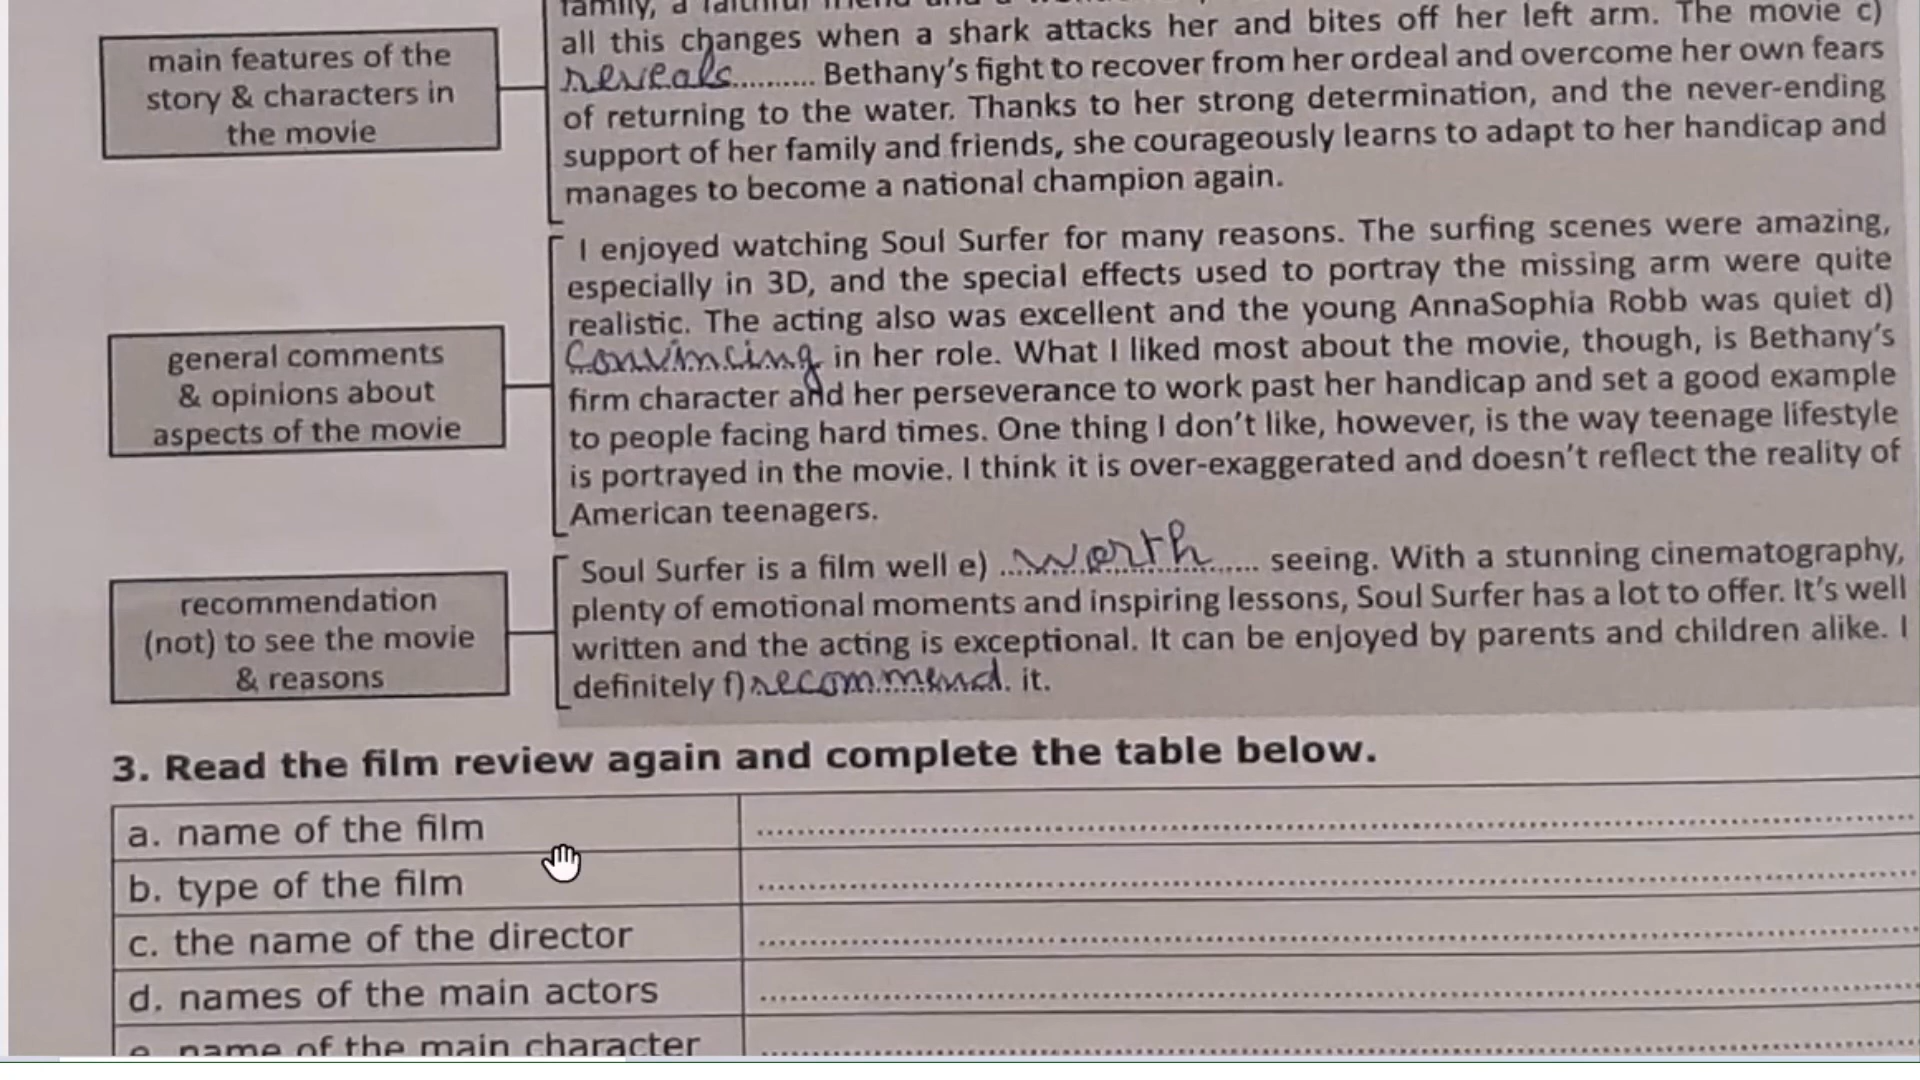 all this changes when a shark attacks her and bites off her left arm. The movie c)
main features of the
story & characters in
the movie
reveals.......... Bethany's fight to recover from her ordeal and overcome her own fears
of returning to the water. Thanks to her strong determination, and the never-ending
support of her family and friends, she courageously learns to adapt to her handicap and
manages to become a national champion again.
I enjoyed watching Soul Surfer for many reasons. The surfing scenes were amazing,
especially in 3D, and the special effects used to portray the missing arm were quite
realistic. The acting also was excellent and the young AnnaSophia Robb was quiet d)
general comments
& opinions about
aspects of the movie
Convincing in her role. What I liked most about the movie, though, is Bethany's
firm character and her perseverance to work past her handicap and set a good example
to people facing hard times. One thing I don't like, however, is the way teenage lifestyle
is portrayed in the movie. I think it is over-exaggerated and doesn't reflect the reality of
American teenagers.
recommendation
(not) to see the movie
& reasons
Soul Surfer is a film well e) ...worth..... seeing. With a stunning cinematography,
plenty of emotional moments and inspiring lessons, Soul Surfer has a lot to offer. It's well
written and the acting is exceptional. It can be enjoyed by parents and children alike. I
definitely f) recommend. it.
3. Read the film review again and complete the table below.
a. name of the film
b. type of the film
c. the name of the director
d. names of the main actors
e. name of the main character